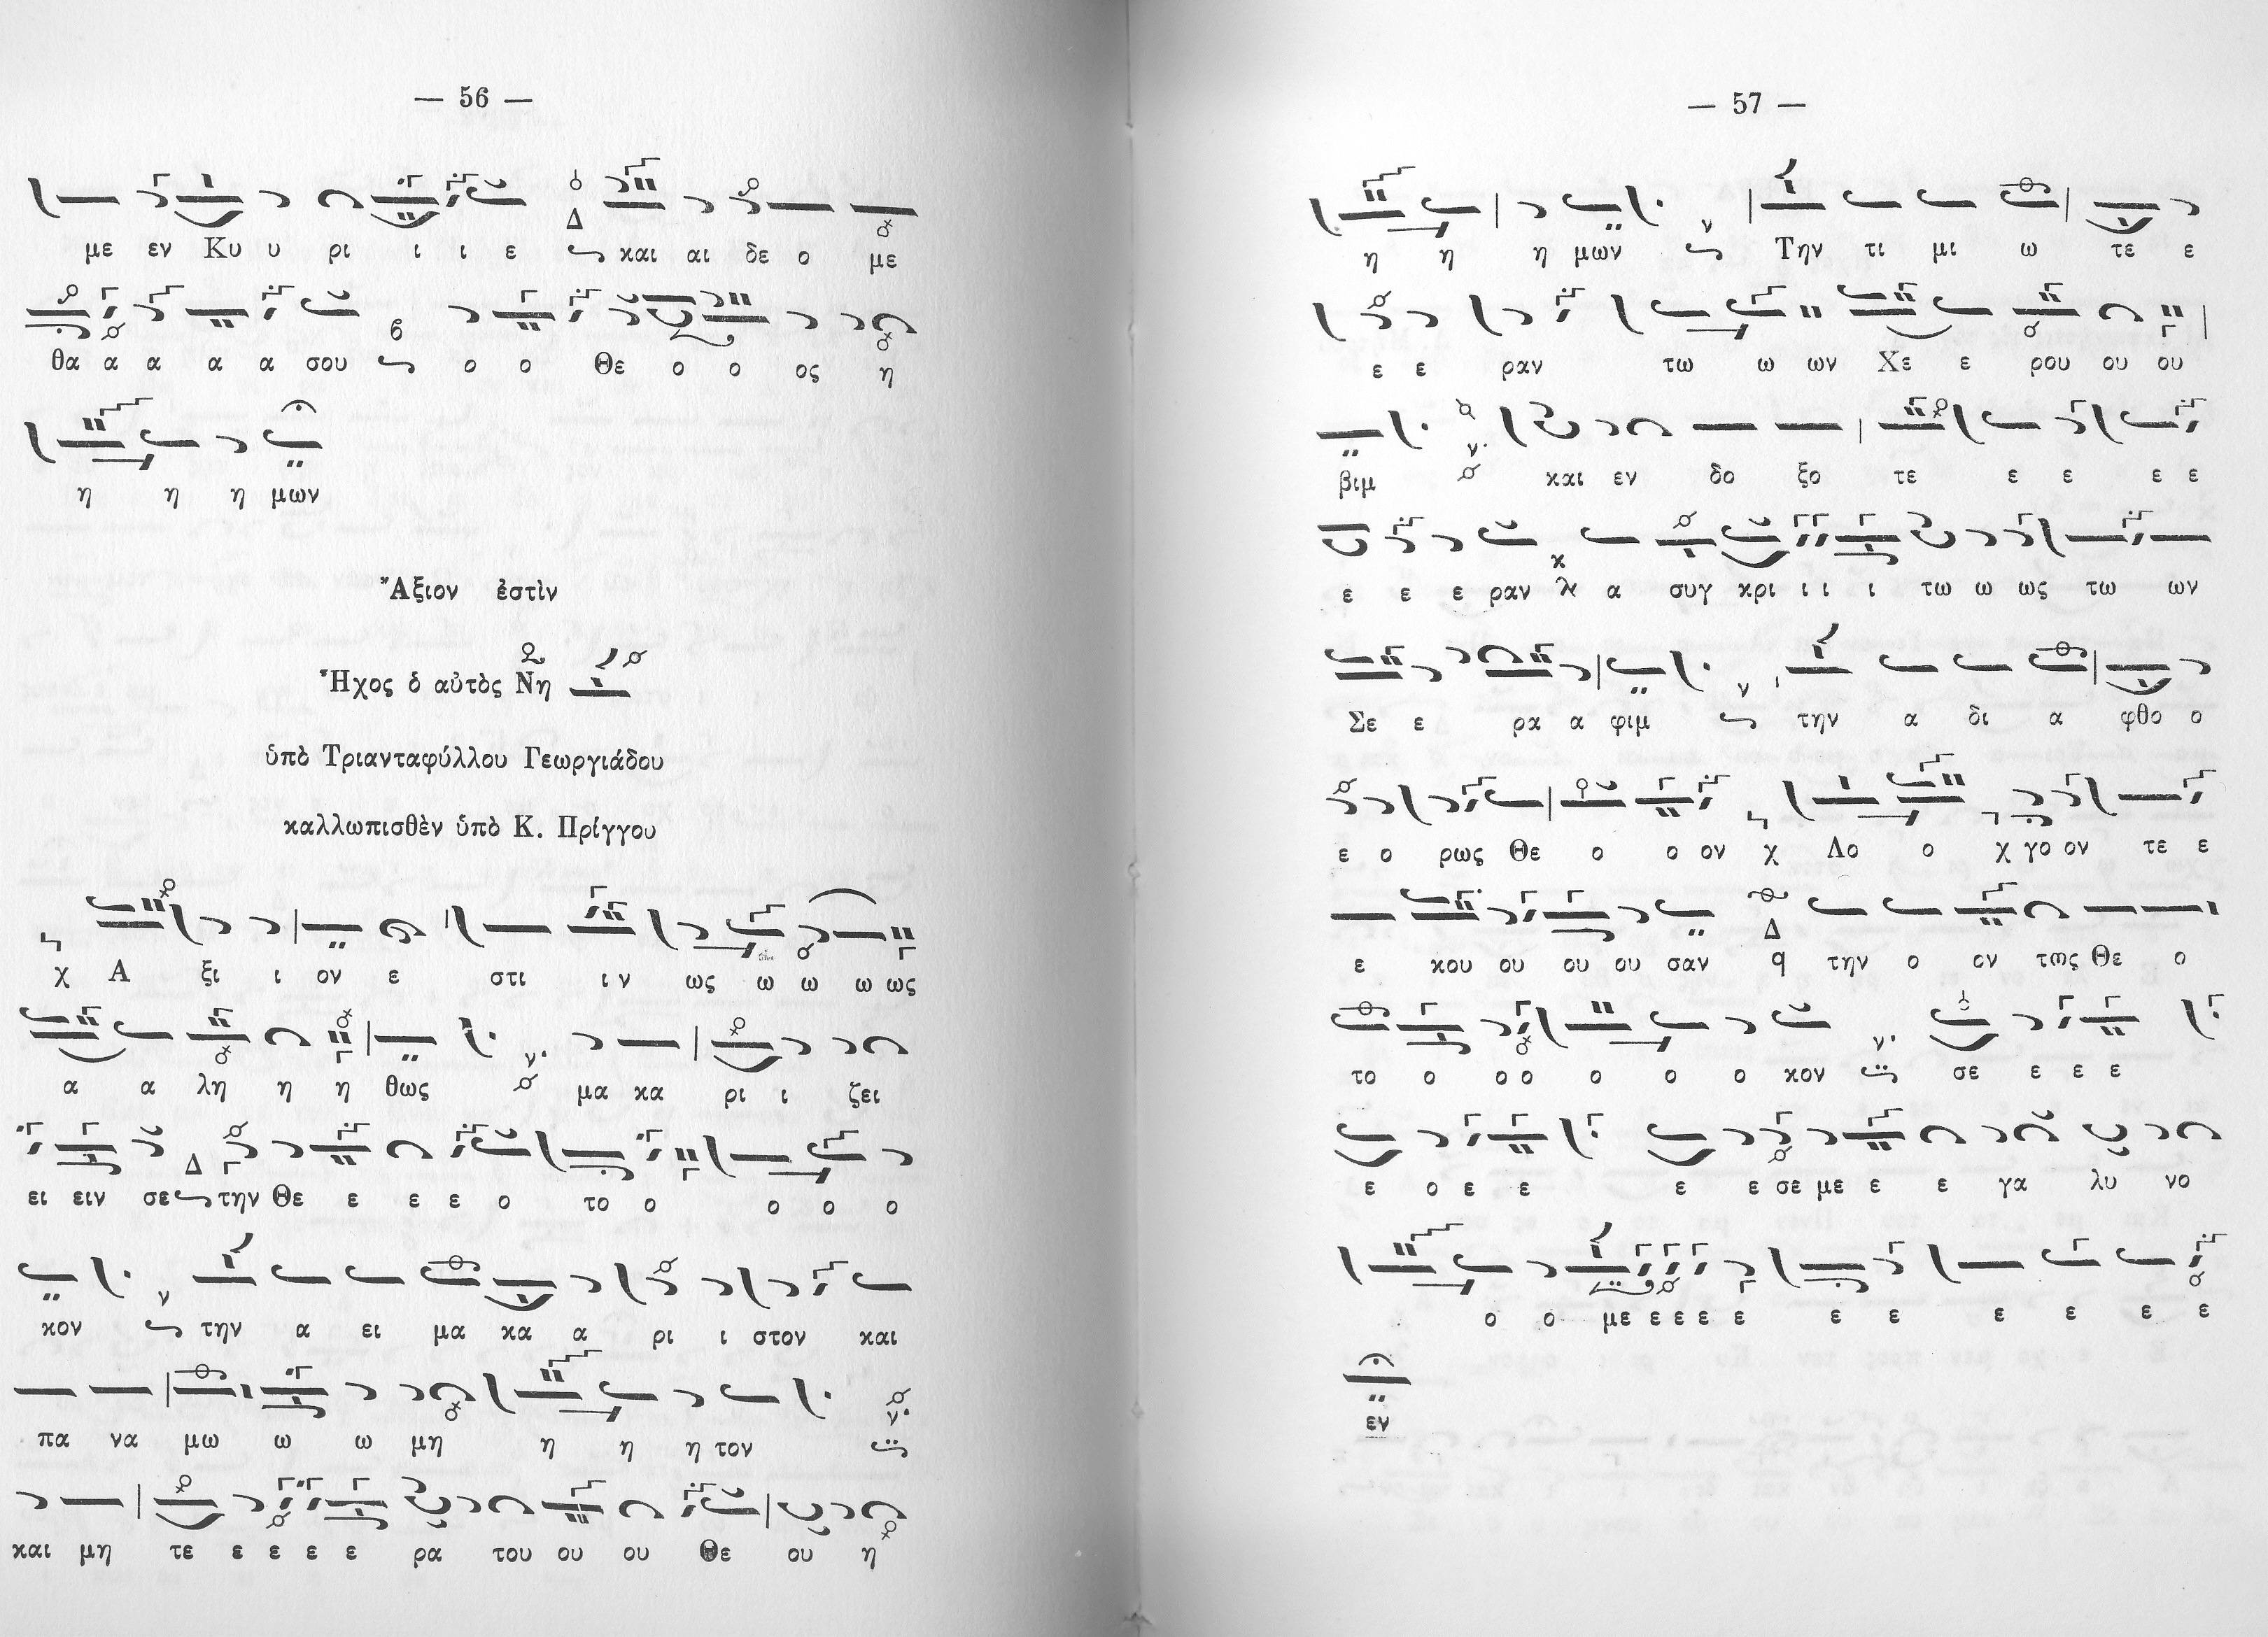 — 56 —
με εν Κυ υ ρι ι ι ε και αι δε ο με
θα α α α α σου ο ο Θε ο ο ος η
η η η μων
Ἄξιον ἐστὶν
Ἦχος ὁ αὐτὸς Νη
ὑπὸ Τριανταφύλλου Γεωργιάδου
καλλωπισθὲν ὑπὸ Κ. Πρίγγου
χ Α ξι ι ον ε στι ι ν ως ω ω ω ως
α α λη η η θως μα κα ρι ι ζει
ει ειν σε την Θε ε ε ε ο το ο ο ο ο
κον την α ει μα κα α ρι ι στον και
πα να μω ω ω μη η η η τον
και μη τε ε ε ε ε ρα του ου ου Θε ου η
— 57 —
η η η μων Την τι μι ω τε ε
ε ε ραν τω ω ων Χε ε ρου ου ου
βιμ και εν δο ξο τε ε ε ε ε
ε ε ε ραν α συγ κρι ι ι ι τω ω ως τω ων
Σε ε ρα α φιμ την α δι α φθο ο
ε ο ρως Θε ο ο ον χ Λο ο χ γο ον τε ε
ε κου ου ου ου σαν q την ο ον τως Θε ο
το ο ο ο ο ο ο κον σε ε ε ε
ε ο ε ε ε ε σε με ε ε γα λυ νο
ο ο με ε ε ε ε ε ε ε ε ε ε
εν